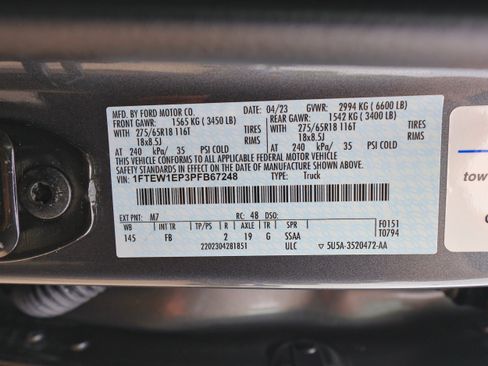 MFD. BY FORD MOTOR CO. 04/23 GVWR: 2994 KG ( 6600 LB)
FRONT GAWR: 1565 KG ( 3450 LB) REAR GAWR: 1542 KG ( 3400 LB)
WITH 275/65R18 116T TIRES WITH 275/65R18 116T TIRES
18x8.5J RIMS 18x8.5J RIMS
AT 240 kPa/ 35 PSI COLD AT 240 kPa/ 35 PSI COLD
THIS VEHICLE CONFORMS TO ALL APPLICABLE FEDERAL MOTOR VEHICLE
SAFETY STANDARDS IN EFFECT ON THE DATE OF MANUFACTURE SHOWN ABOVE.
VIN: 1FTEW1EP3PFB67248 TYPE: Truck
EXT PNT: M7 RC: 48 DSO: F0151
WB INT TR TP/PS R AXLE TR SPR T0794
145 FB 2 19 G SSAA
2202304281851 ULC ▽ 5U5A-3520472-AA
tow